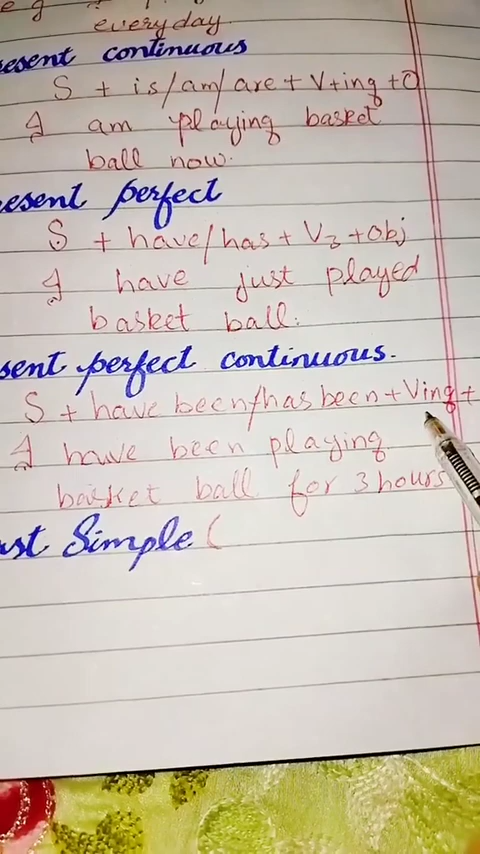 everyday.
esent continuous
S + is/am/are + V+ing+O
I am playing basket
ball now.
esent perfect
S + have/has + V3 +obj
I have just played
basket ball.
sent perfect continuous.
S + have been/has been + Ving +
I have been playing
basket ball for 3 hours
ast Simple (